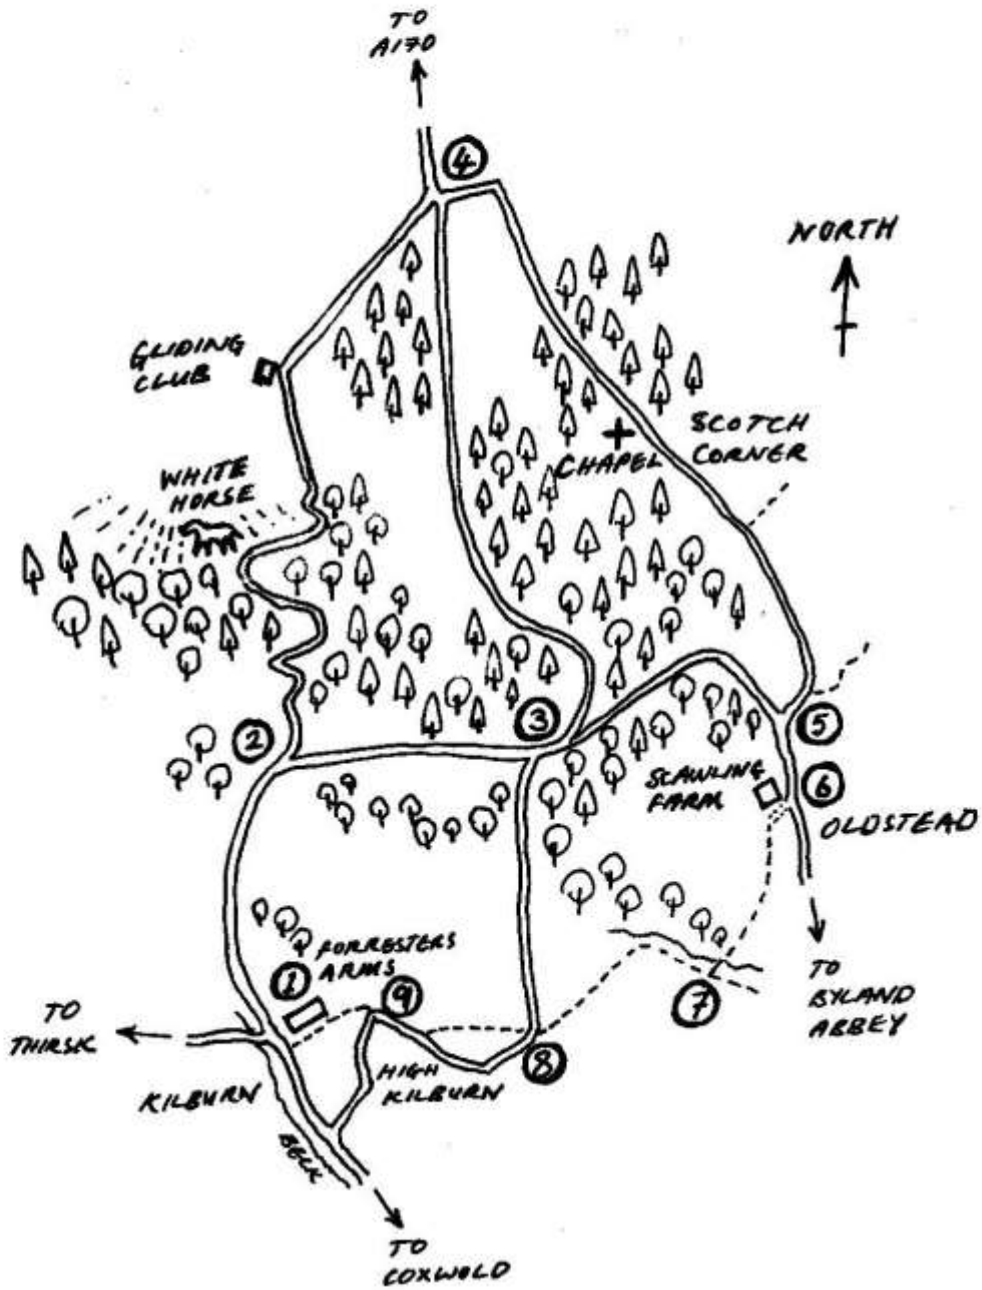 TO
A170
4
NORTH
GLIDING
CLUB
SCOTCH
CORNER
CHAPEL
WHITE
HORSE
3
2
5
6
SCAWLING
FARM
OLDSTEAD
FORRESTERS
ARMS
1
9
7
TO
BYLAND
ABBEY
TO
THIRSK
8
HIGH
KILBURN
KILBURN
BECK
TO
COXWOLD